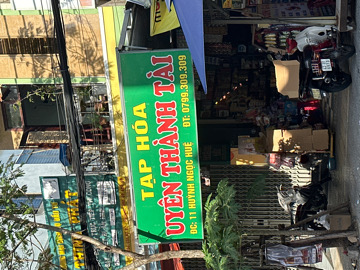 TẠP HÓA
UYÊN THÀNH TÀI
ĐC: 11 HUỲNH NGỌC HUỆ ĐT: 0799.309.309